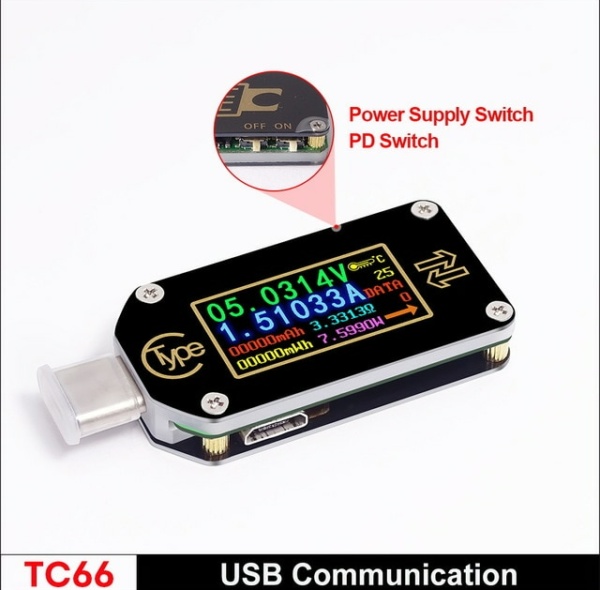 OFF ON
Power Supply Switch
PD Switch
05.0314V
°C
25
1.51033A
DATA
0
00000mAh 3.3313Ω
00000mWh 7.5990W
Type C
TC66 USB Communication